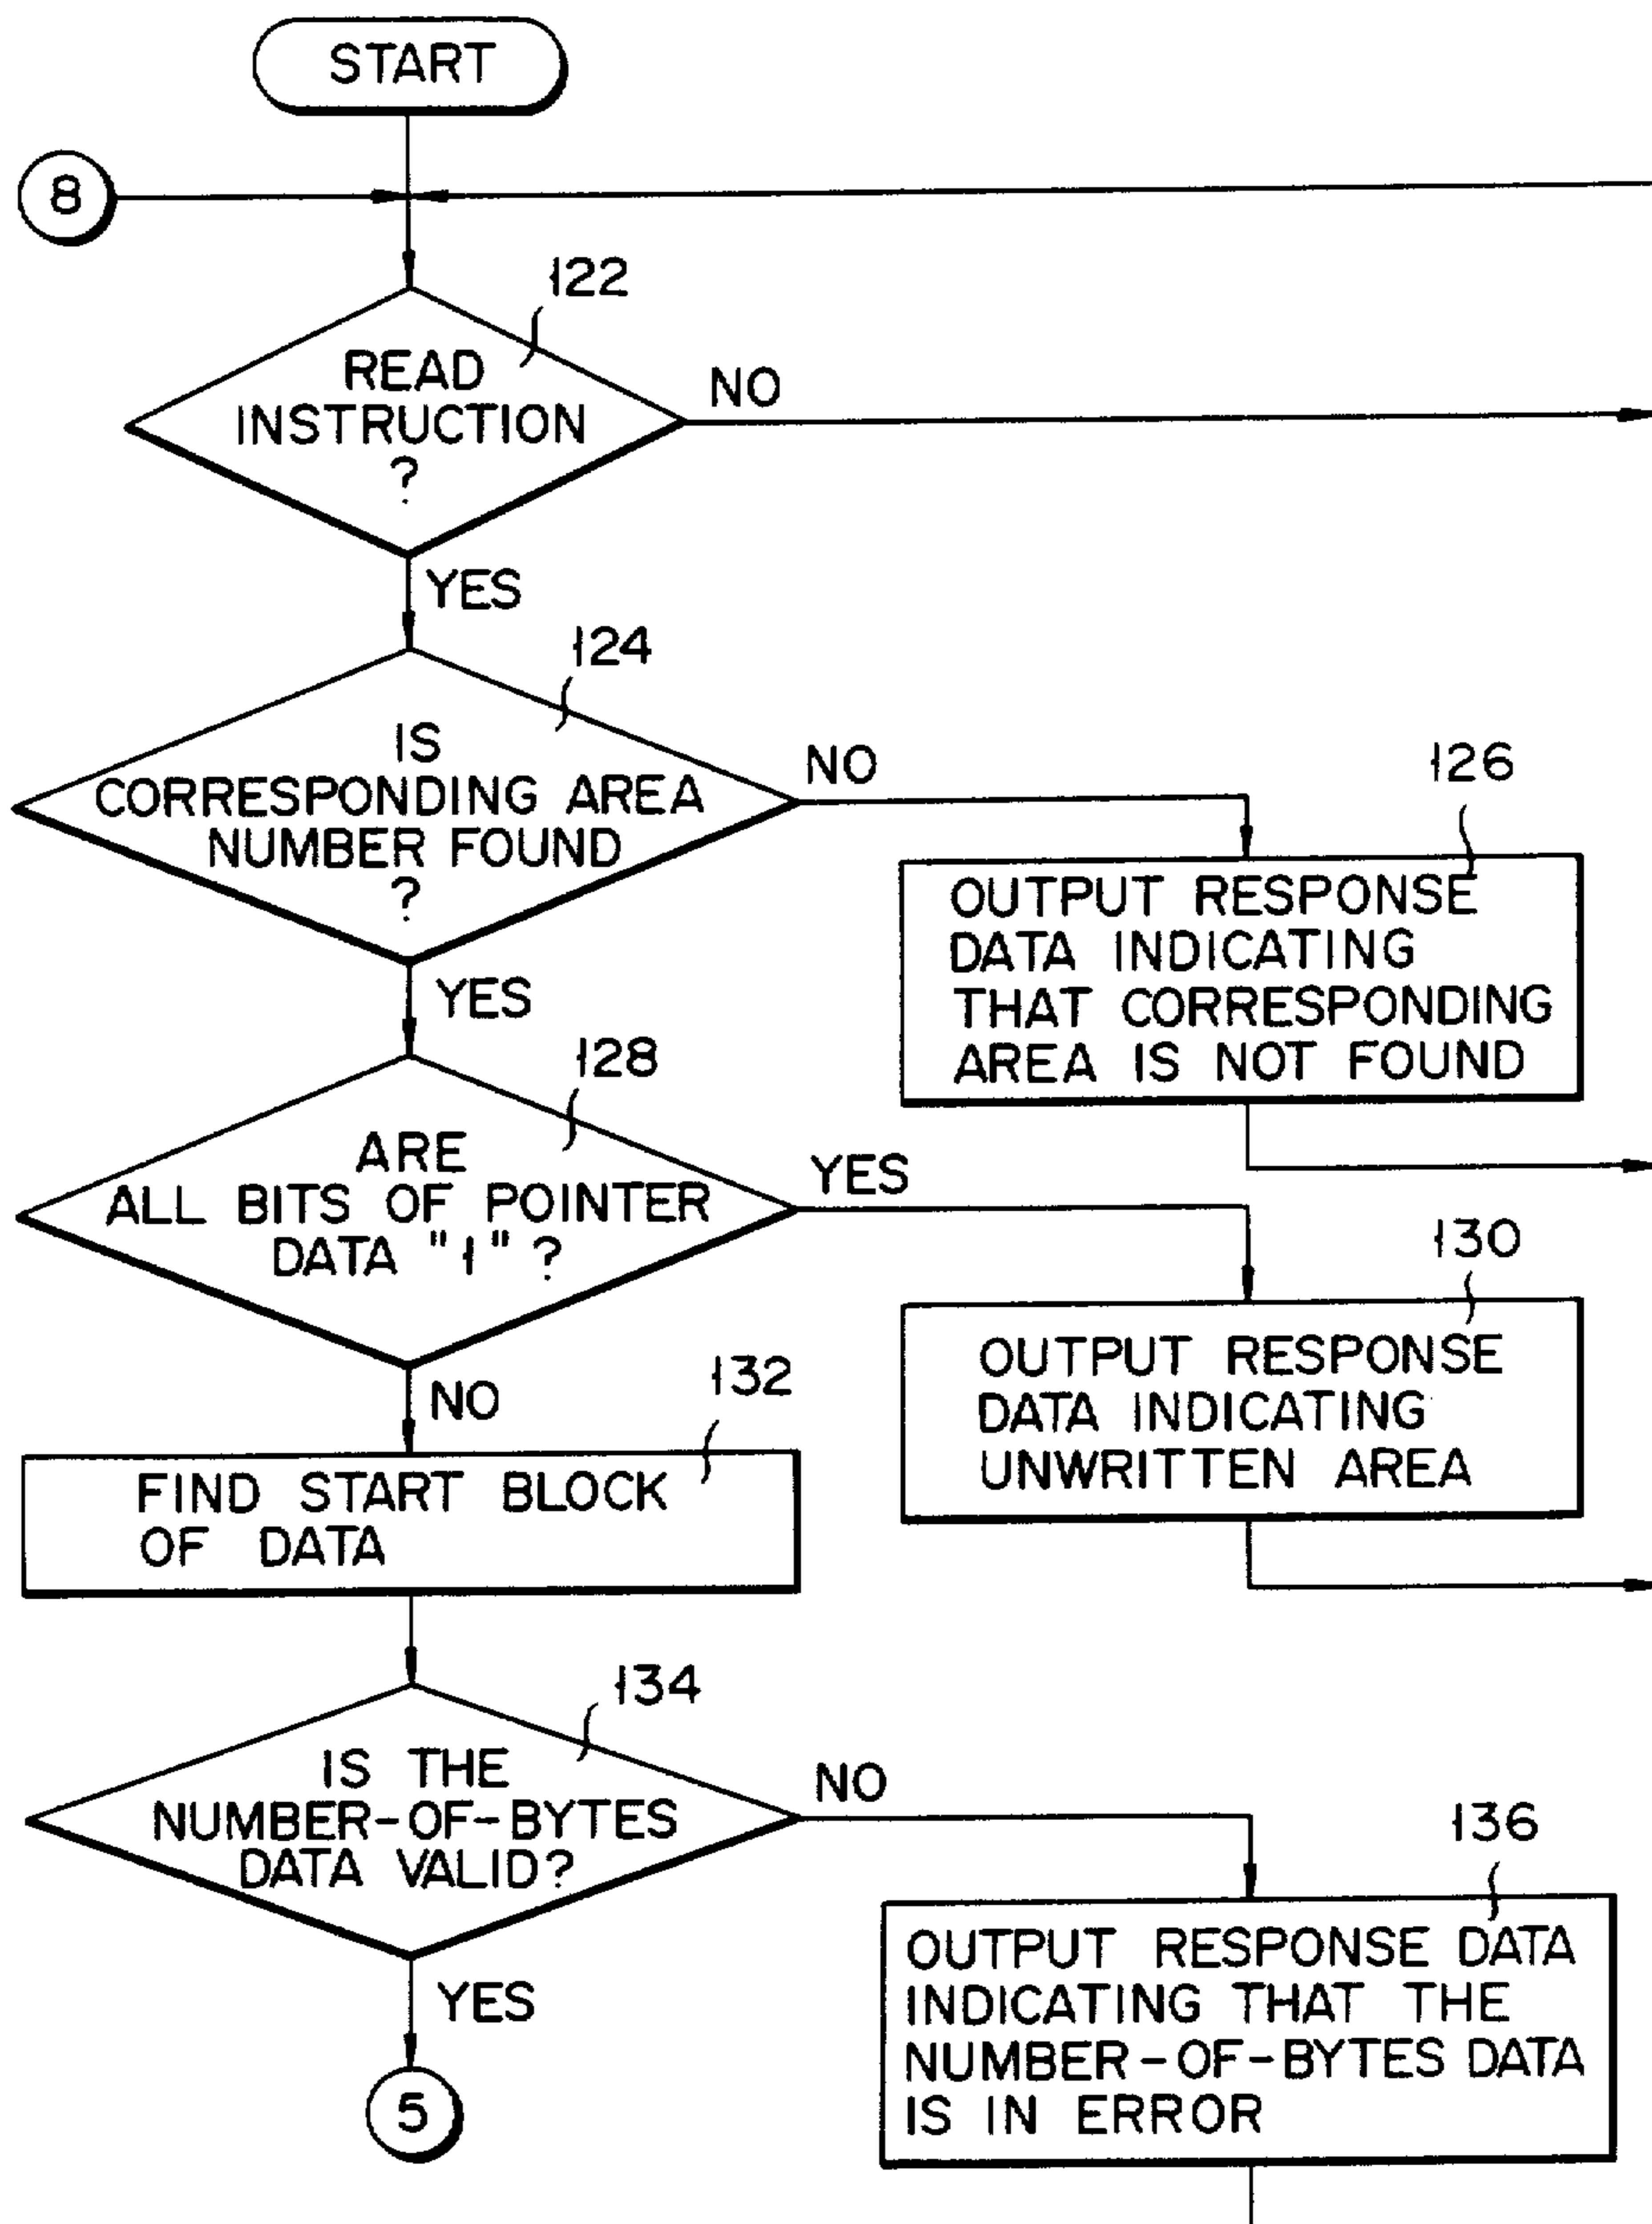 START
8
122
READ
INSTRUCTION
?
NO
YES
124
IS
CORRESPONDING AREA
NUMBER FOUND
?
NO
126
OUTPUT RESPONSE
DATA INDICATING
THAT CORRESPONDING
AREA IS NOT FOUND
YES
128
ARE
ALL BITS OF POINTER
DATA "1" ?
YES
130
OUTPUT RESPONSE
DATA INDICATING
UNWRITTEN AREA
NO
132
FIND START BLOCK
OF DATA
134
IS THE
NUMBER-OF-BYTES
DATA VALID?
NO
136
OUTPUT RESPONSE DATA
INDICATING THAT THE
NUMBER-OF-BYTES DATA
IS IN ERROR
YES
5